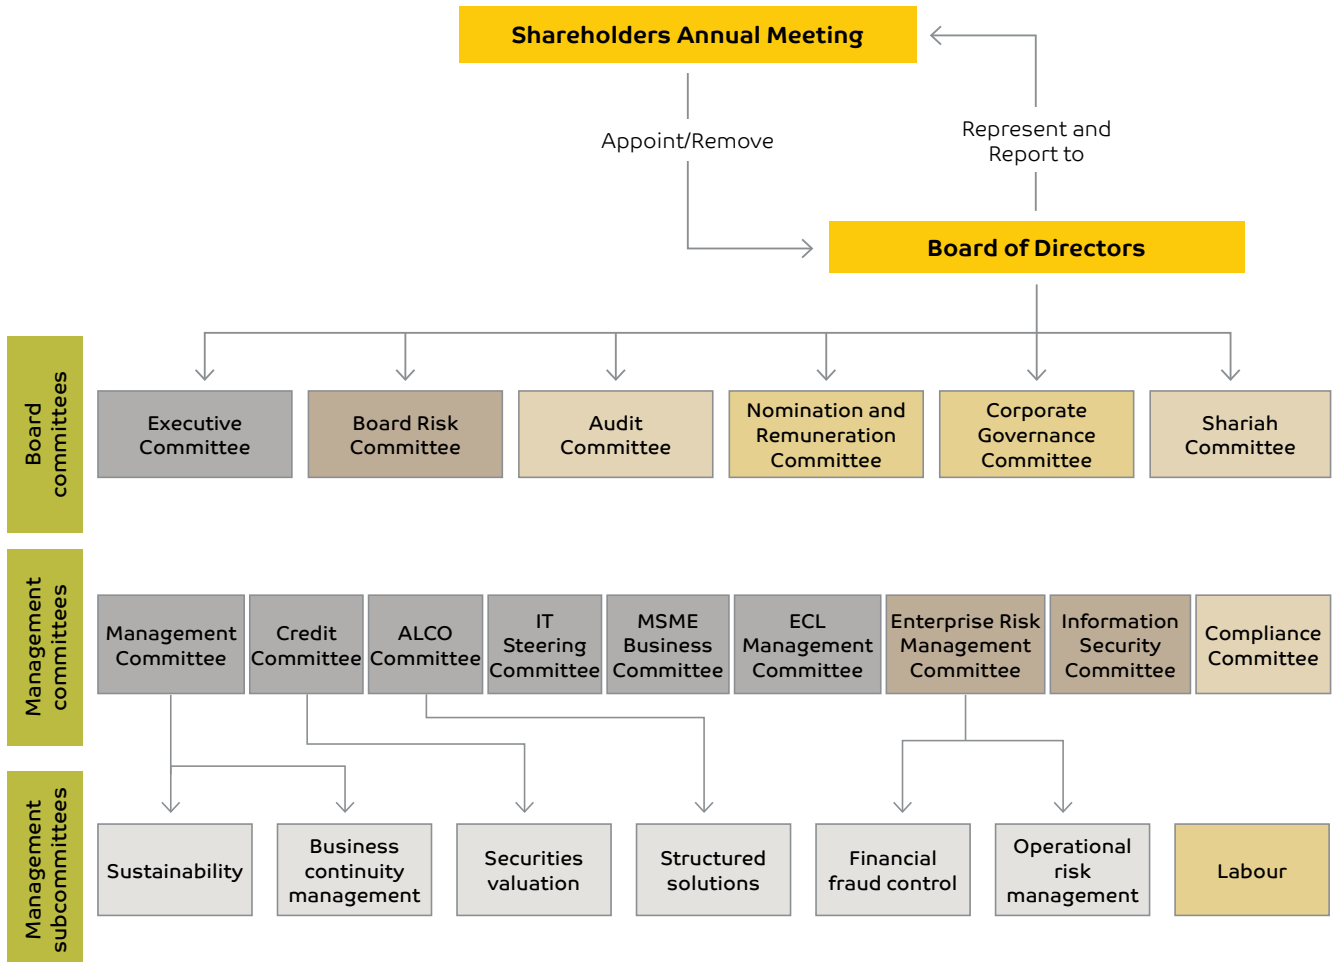 Shareholders Annual Meeting
Appoint/Remove
Represent and
Report to
Board of Directors
Board
committees
Executive
Committee
Board Risk
Committee
Audit
Committee
Nomination and
Remuneration
Committee
Corporate
Governance
Committee
Shariah
Committee
Management
committees
Management
Committee
Credit
Committee
ALCO
Committee
IT
Steering
Committee
MSME
Business
Committee
ECL
Management
Committee
Enterprise Risk
Management
Committee
Information
Security
Committee
Compliance
Committee
Management
subcommittees
Sustainability
Business
continuity
management
Securities
valuation
Structured
solutions
Financial
fraud control
Operational
risk
management
Labour